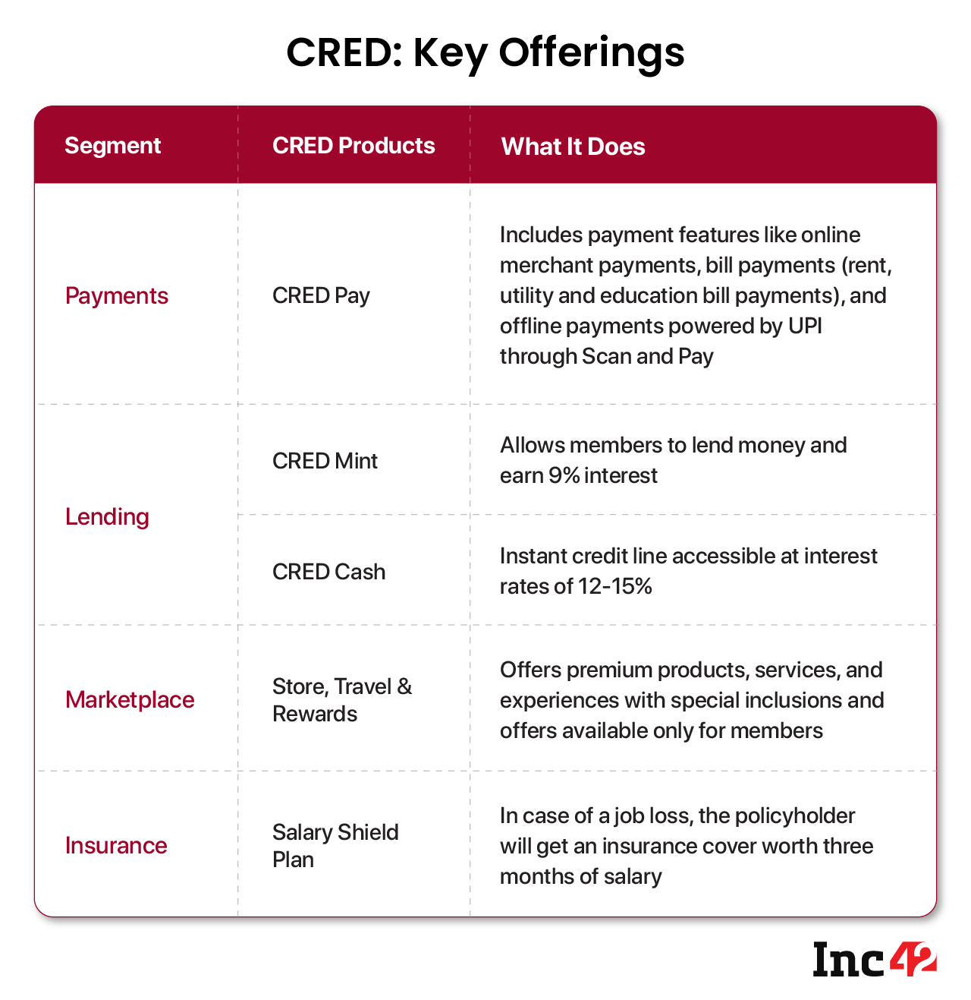 CRED: Key Offerings
Segment
CRED Products
What It Does
Payments
CRED Pay
Includes payment features like online
merchant payments, bill payments (rent,
utility and education bill payments), and
offline payments powered by UPI
through Scan and Pay
Lending
CRED Mint
Allows members to lend money and
earn 9% interest
CRED Cash
Instant credit line accessible at interest
rates of 12-15%
Marketplace
Store, Travel &
Rewards
Offers premium products, services, and
experiences with special inclusions and
offers available only for members
Insurance
Salary Shield
Plan
In case of a job loss, the policyholder
will get an insurance cover worth three
months of salary
Inc42